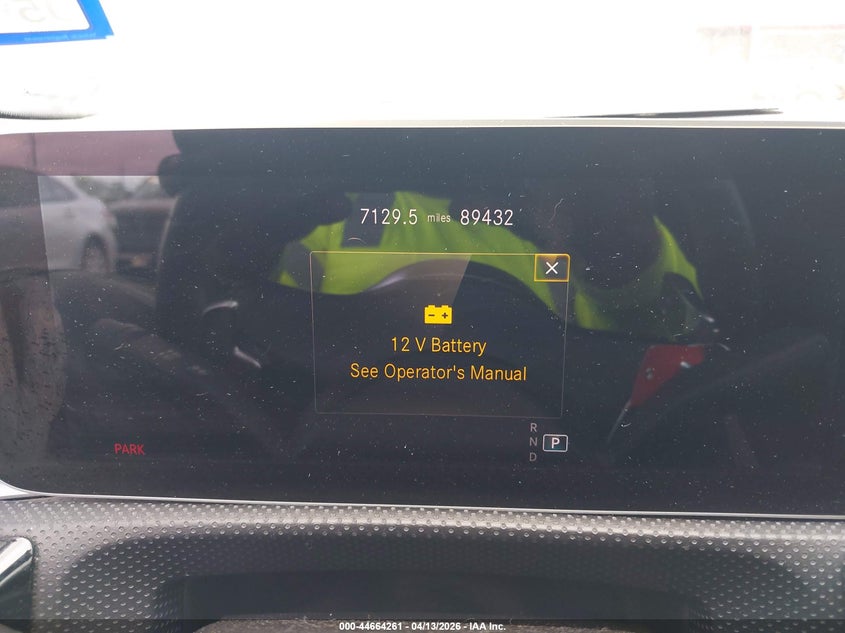 7129.5 miles 89432
12 V Battery
See Operator's Manual
R
N P
D
PARK
000-44664261 - 04/13/2026 - IAA Inc.